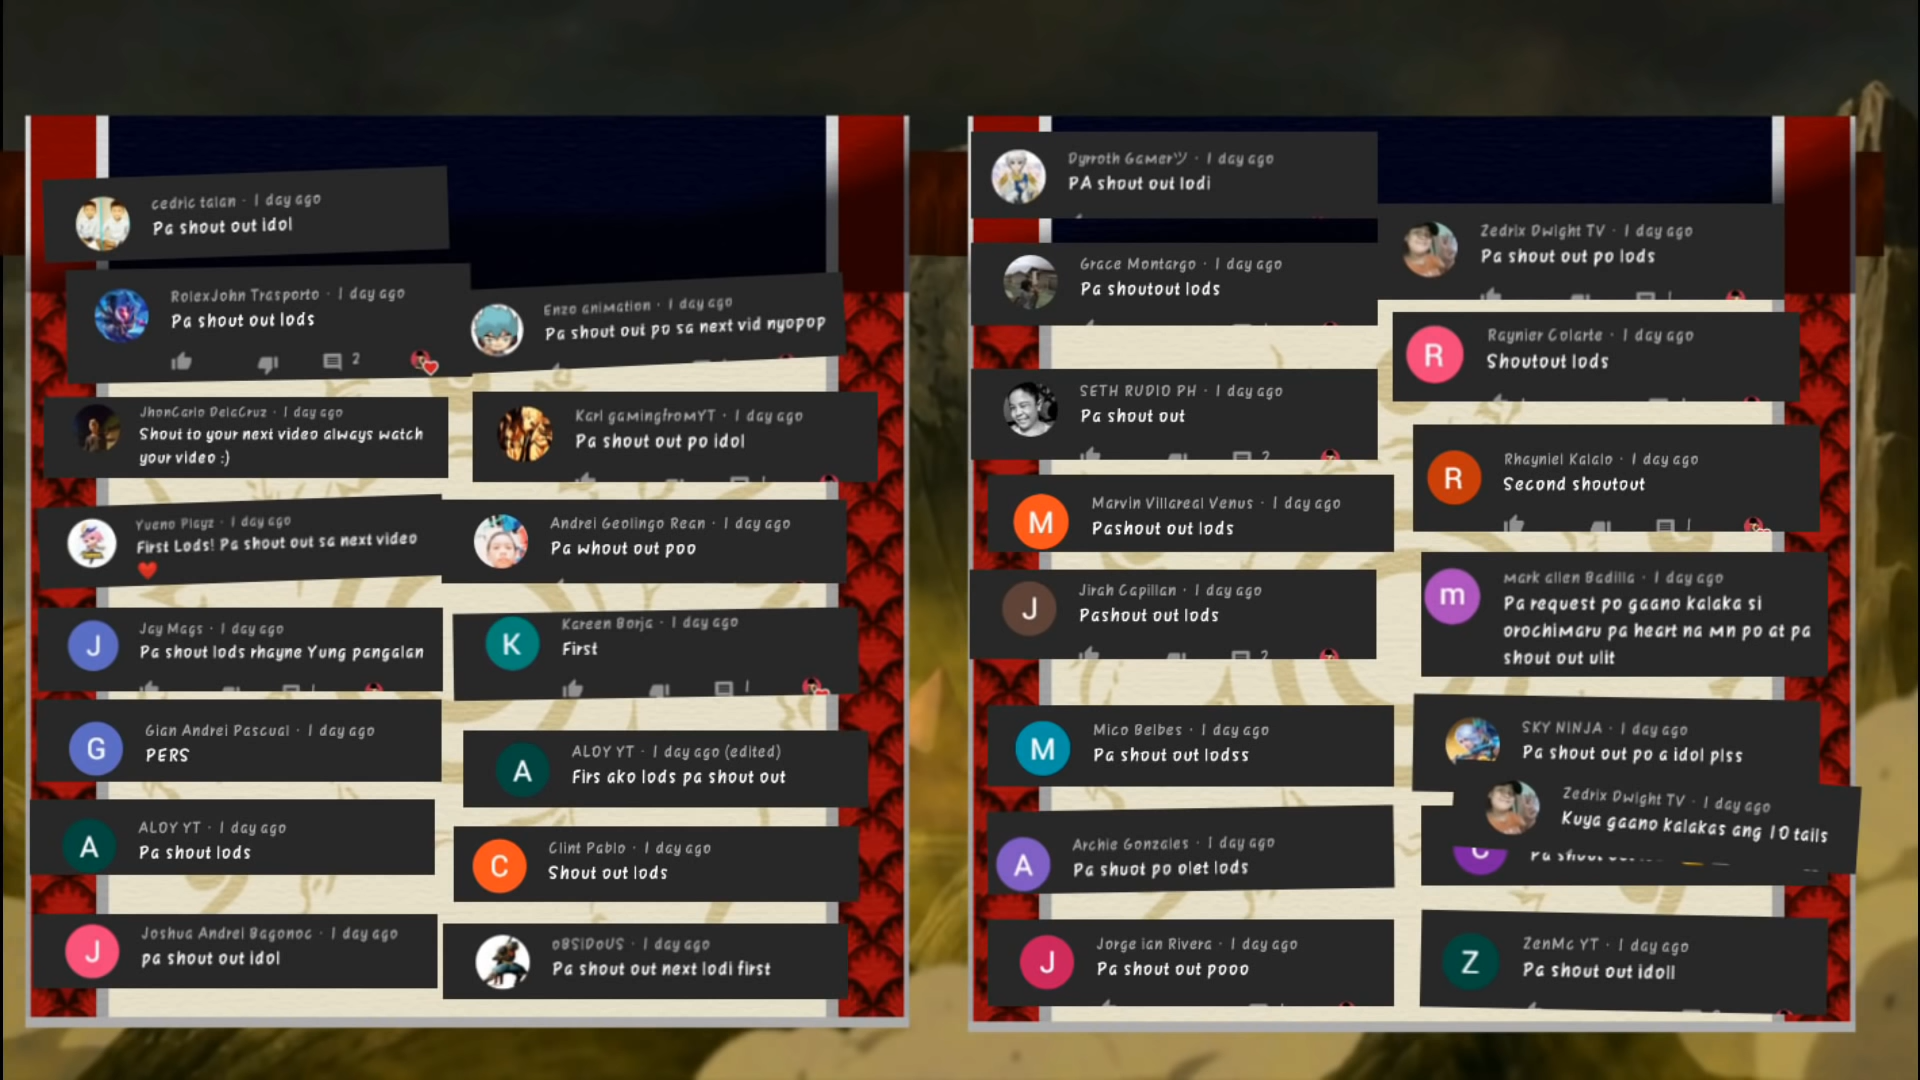 cedric talan · 1 day ago
Pa shout out idol
RolexJohn Trasporto · 1 day ago
Pa shout out lods
2
JhonCarlo DelaCruz · 1 day ago
Shout to your next video always watch
your video :)
Yueno Playz · 1 day ago
First Lods! Pa shout out sa next video
❤️
J
Jay Mags · 1 day ago
Pa shout lods rhayne Yung pangalan
G
Gian Andrei Pascual · 1 day ago
PERS
A
ALOY YT · 1 day ago
Pa shout lods
J
Joshua Andrei Bagonoc · 1 day ago
pa shout out idol
Enzo animation · 1 day ago
Pa shout out po sa next vid nyopop
Karl gamingfromYT · 1 day ago
Pa shout out po idol
Andrei Geolingo Rean · 1 day ago
Pa whout out poo
K
Kareen Borja · 1 day ago
First
1
A
ALOY YT · 1 day ago (edited)
Firs ako lods pa shout out
C
Clint Pablo · 1 day ago
Shout out lods
oBSiDoUS · 1 day ago
Pa shout out next lodi first
Dyrroth Gamerツ · 1 day ago
PA shout out lodi
Grace Montargo · 1 day ago
Pa shoutout lods
SETH RUDIO PH · 1 day ago
Pa shout out
2
M
Marvin Villareal Venus · 1 day ago
Pashout out lods
J
Jirah Capillan · 1 day ago
Pashout out lods
2
M
Mico Belbes · 1 day ago
Pa shout out lodss
A
Archie Gonzales · 1 day ago
Pa shuot po olet lods
J
Jorge ian Rivera · 1 day ago
Pa shout out pooo
Zedrix Dwight TV · 1 day ago
Pa shout out po lods
R
Raynier Colarte · 1 day ago
Shoutout lods
R
Rhayniel Kalalo · 1 day ago
Second shoutout
1
m
mark allen Badilla · 1 day ago
Pa request po gaano kalaka si
orochimaru pa heart na mn po at pa
shout out ulit
SKY NINJA · 1 day ago
Pa shout out po a idol plss
Zedrix Dwight TV · 1 day ago
Kuya gaano kalakas ang 10 tails
Z
ZenMc YT · 1 day ago
Pa shout out idoll